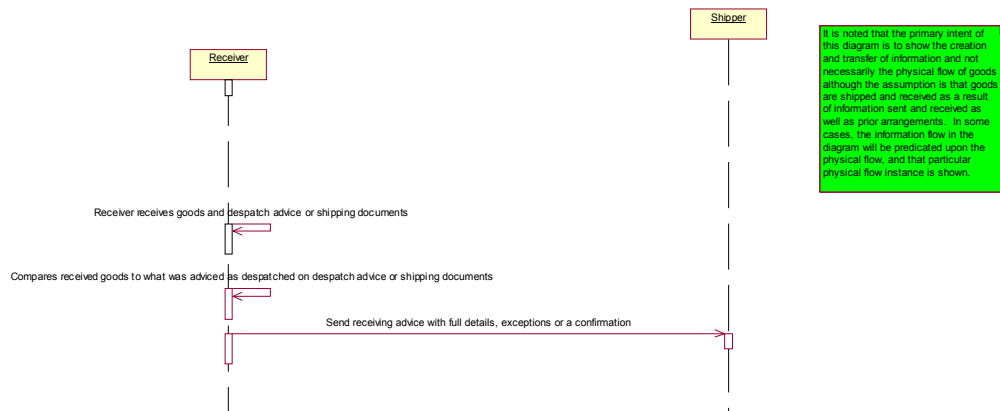 Shipper
Receiver
It is noted that the primary intent of
this diagram is to show the creation
and transfer of information and not
necessarily the physical flow of goods
although the assumption is that goods
are shipped and received as a result
of information sent and received as
well as prior arrangements. In some
cases, the information flow in the
diagram will be predicated upon the
physical flow, and that particular
physical flow instance is shown.
Receiver receives goods and despatch advice or shipping documents
Compares received goods to what was adviced as despatched on despatch advice or shipping documents
Send receiving advice with full details, exceptions or a confirmation